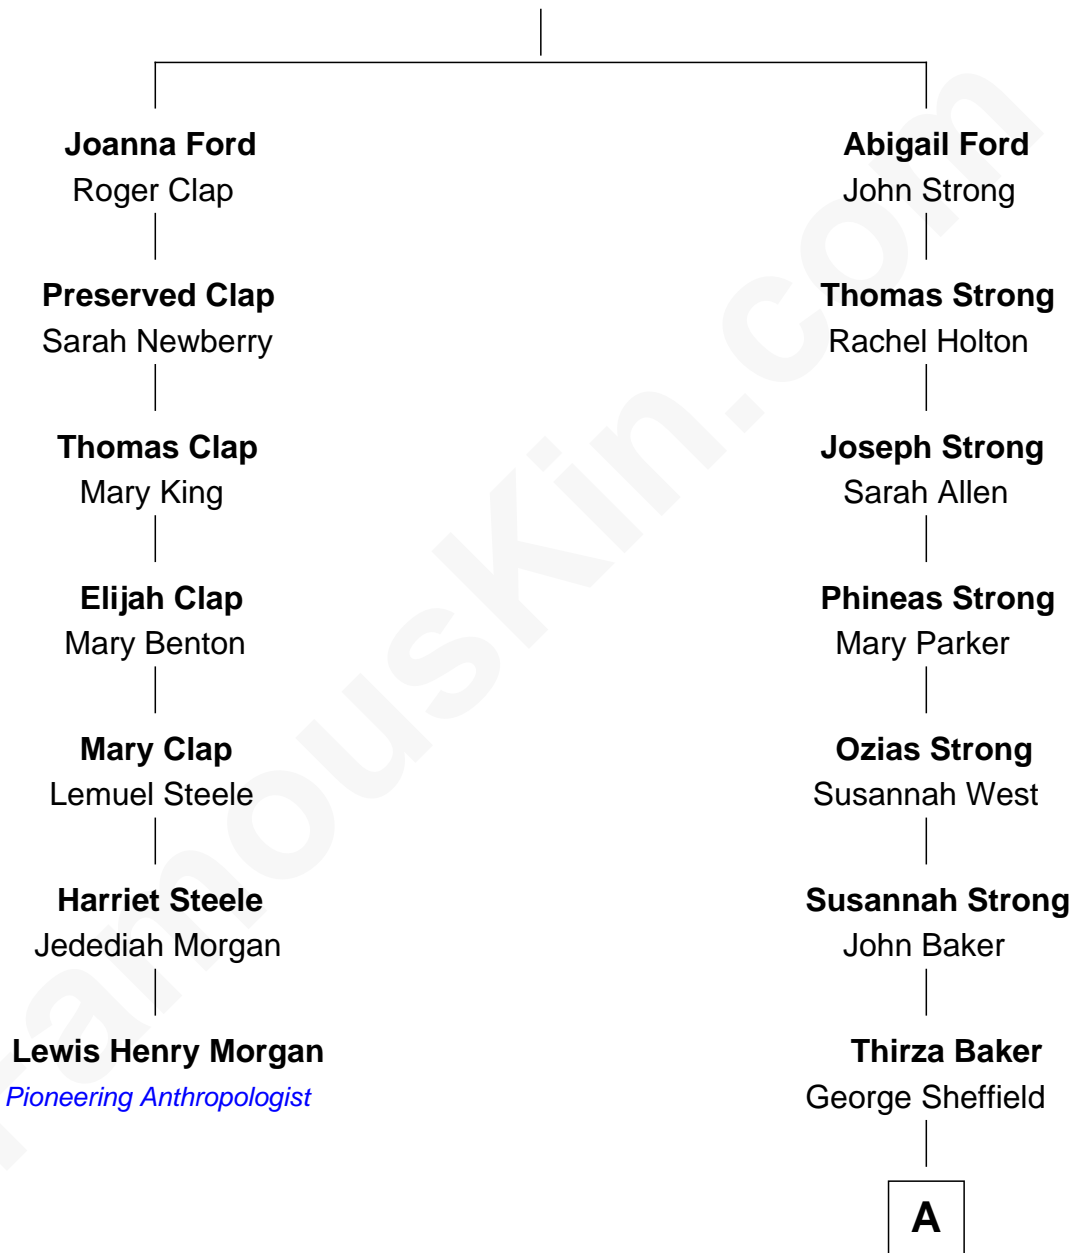 Joanna Ford
Roger Clap
Abigail Ford
John Strong
Preserved Clap
Sarah Newberry
Thomas Strong
Rachel Holton
Thomas Clap
Mary King
Joseph Strong
Sarah Allen
Elijah Clap
Mary Benton
Phineas Strong
Mary Parker
Mary Clap
Lemuel Steele
Ozias Strong
Susannah West
Harriet Steele
Jedediah Morgan
Susannah Strong
John Baker
Lewis Henry Morgan
Pioneering Anthropologist
Thirza Baker
George Sheffield
A
FamousKin.com